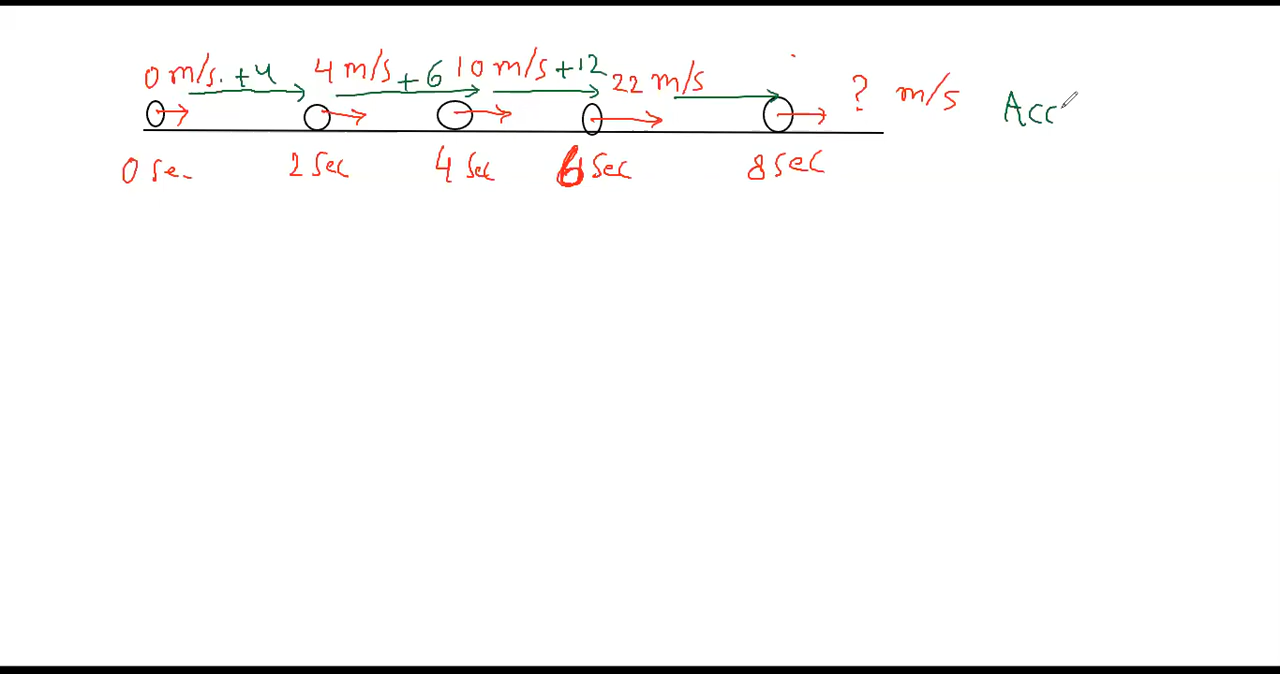 0 m/s. +4 4 m/s +6 10 m/s +12 22 m/s ? m/s Acc
0 se 2 sec 4 sec 6 sec 8 sec